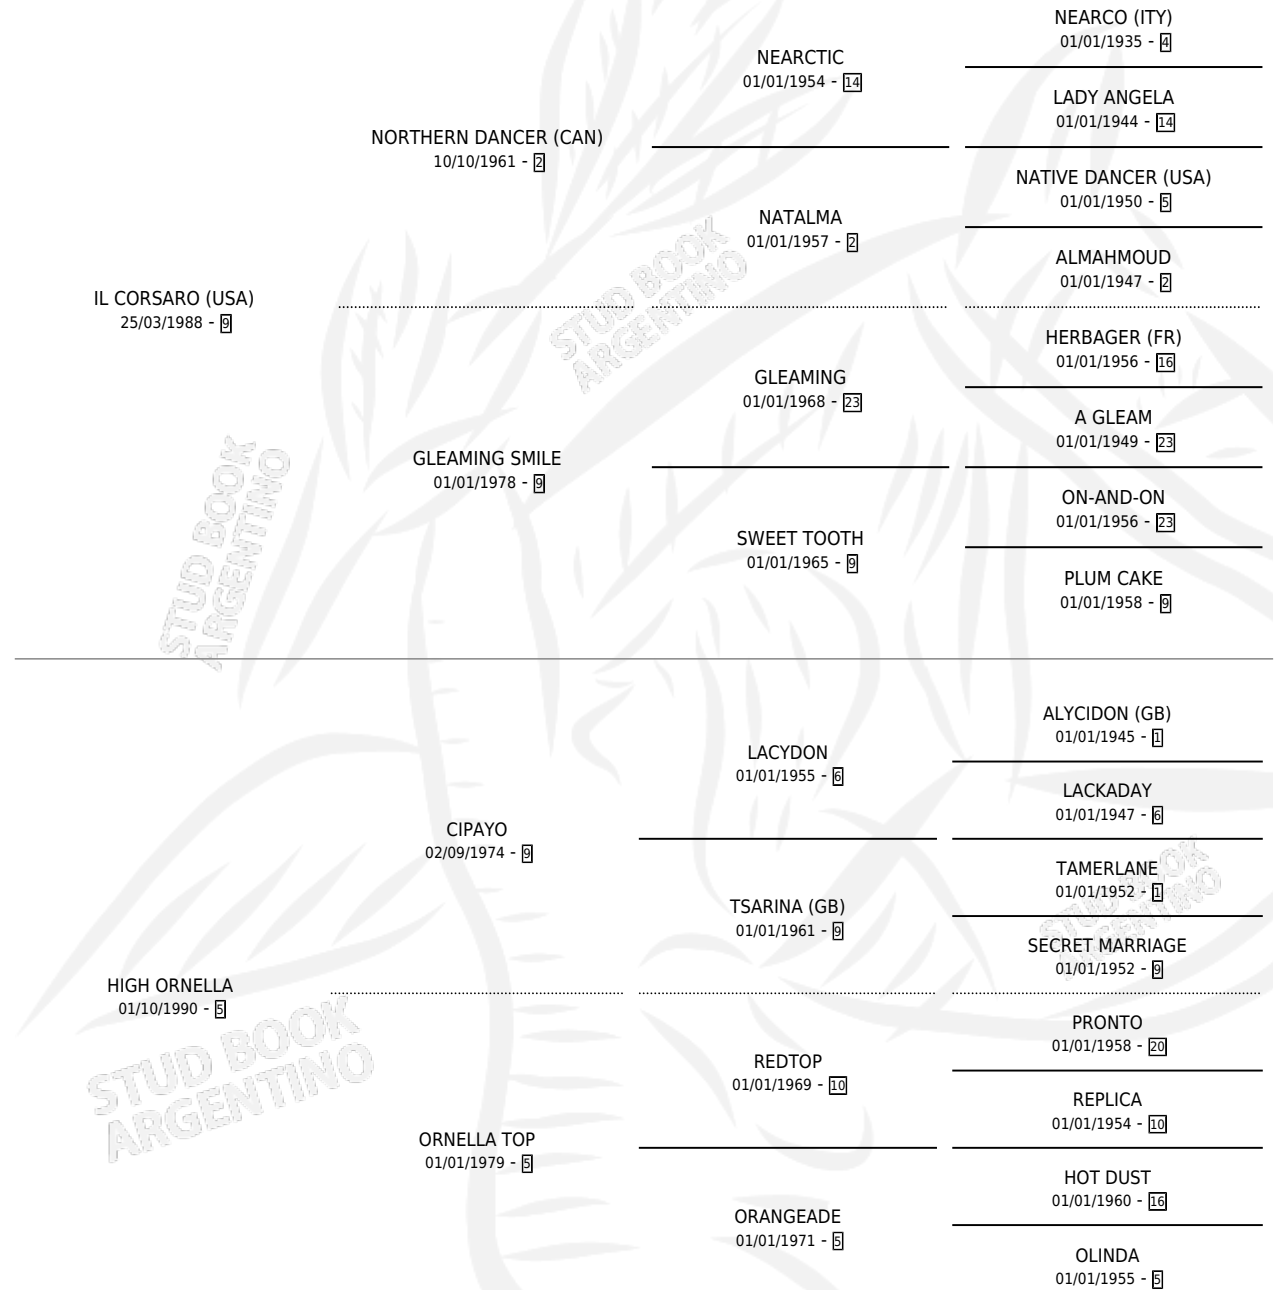 NEARCO (ITY)
01/01/1935 - 4
NEARCTIC
01/01/1954 - 14
LADY ANGELA
01/01/1944 - 14
NORTHERN DANCER (CAN)
10/10/1961 - 2
NATIVE DANCER (USA)
01/01/1950 - 5
NATALMA
01/01/1957 - 2
ALMAHMOUD
01/01/1947 - 2
IL CORSARO (USA)
25/03/1988 - 9
HERBAGER (FR)
01/01/1956 - 16
GLEAMING
01/01/1968 - 23
A GLEAM
01/01/1949 - 23
GLEAMING SMILE
01/01/1978 - 9
ON-AND-ON
01/01/1956 - 23
SWEET TOOTH
01/01/1965 - 9
PLUM CAKE
01/01/1958 - 9
ALYCIDON (GB)
01/01/1945 - 1
LACYDON
01/01/1955 - 6
LACKADAY
01/01/1947 - 6
CIPAYO
02/09/1974 - 9
TAMERLANE
01/01/1952 - 1
TSARINA (GB)
01/01/1961 - 9
SECRET MARRIAGE
01/01/1952 - 9
HIGH ORNELLA
01/10/1990 - 5
PRONTO
01/01/1958 - 20
REDTOP
01/01/1969 - 10
REPLICA
01/01/1954 - 10
ORNELLA TOP
01/01/1979 - 5
HOT DUST
01/01/1960 - 16
ORANGEADE
01/01/1971 - 5
OLINDA
01/01/1955 - 5
STUD BOOK
ARGENTINO
STUD BOOK
ARGENTINO
STUD BOOK
ARGENTINO
STUD BOOK
ARGENTINO